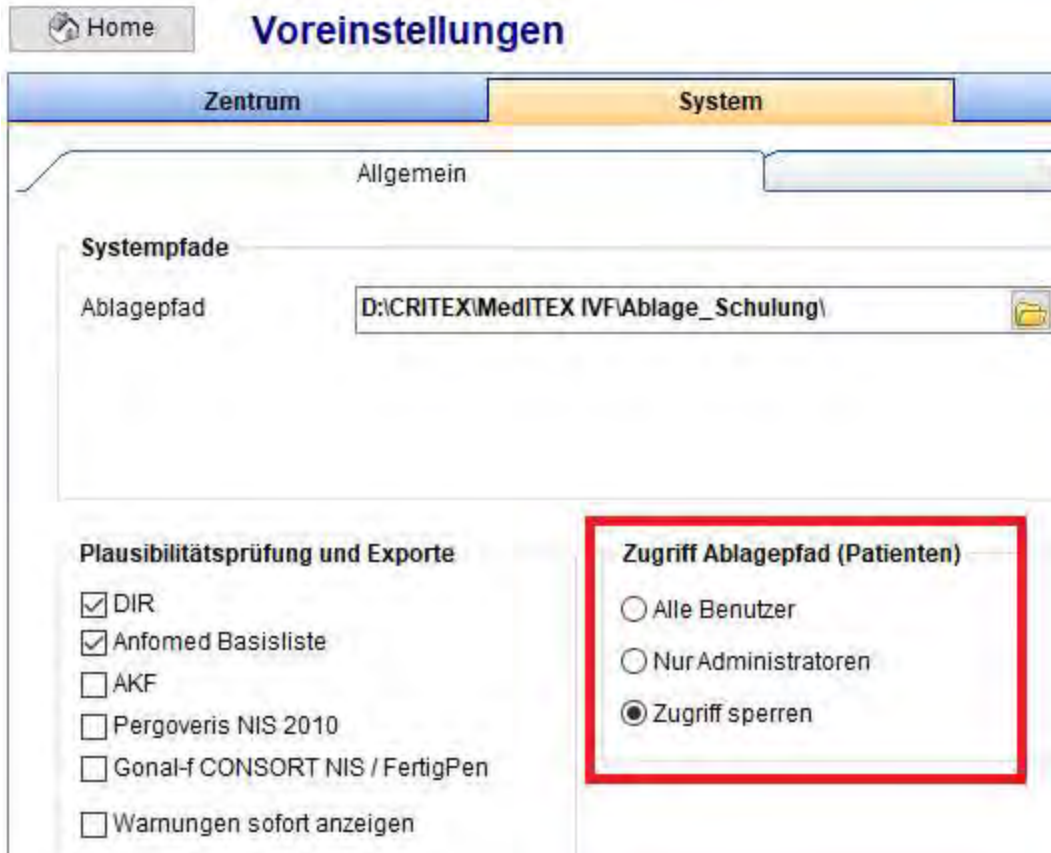 Home
Voreinstellungen
Zentrum
System
Allgemein
Systempfade
Ablagepfad
D:\CRITEX\MedITEX IVF\Ablage_Schulung\
Plausibilitätsprüfung und Exporte
DIR
Anfomed Basisliste
AKF
Pergoveris NIS 2010
Gonal-f CONSORT NIS / FertigPen
Warnungen sofort anzeigen
Zugriff Ablagepfad (Patienten)
Alle Benutzer
Nur Administratoren
Zugriff sperren